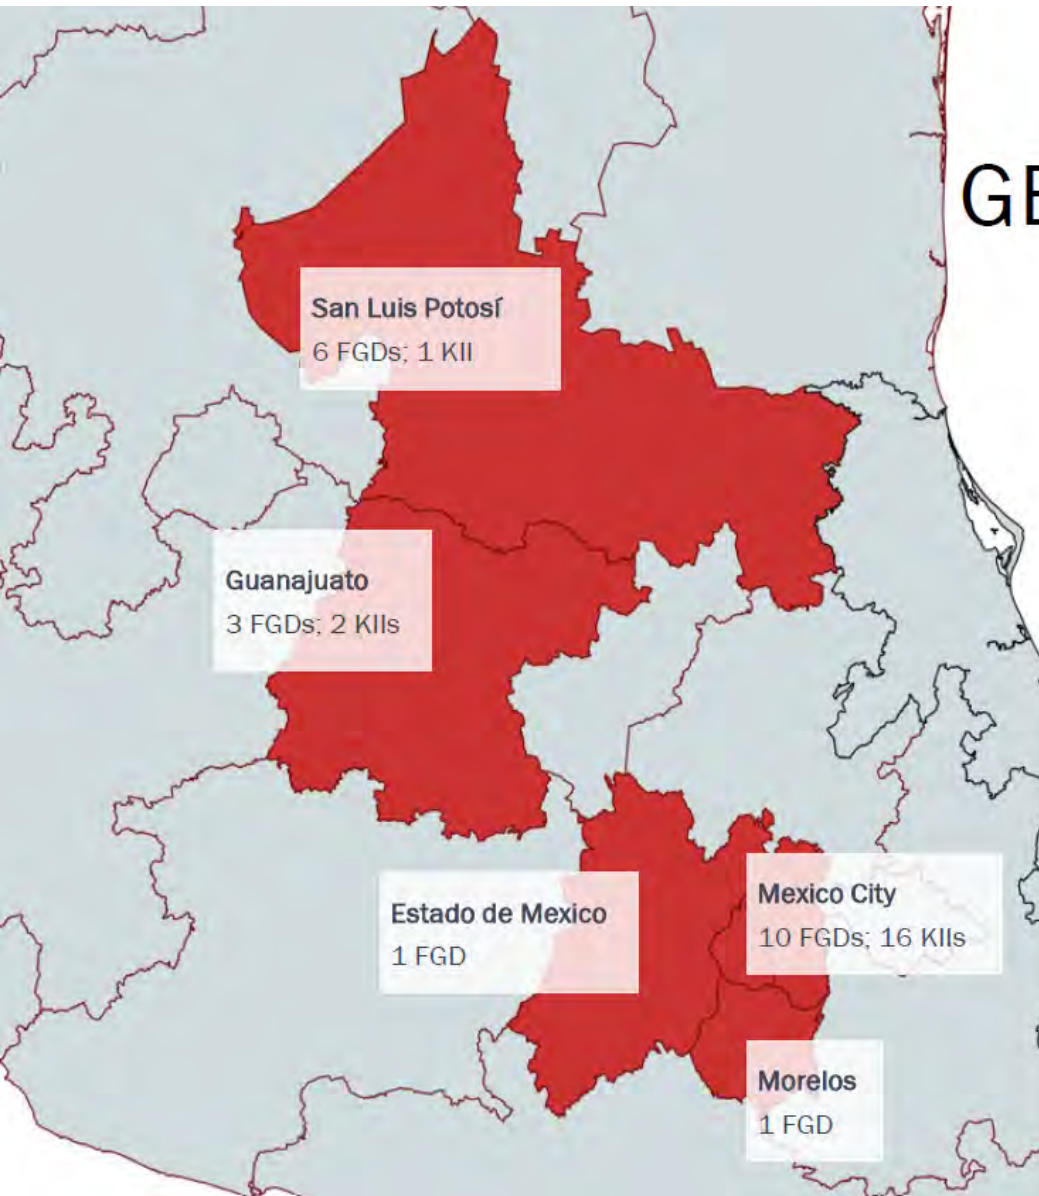 GE
San Luis Potosí
6 FGDs; 1 KII
Guanajuato
3 FGDs; 2 KIIs
Estado de Mexico
1 FGD
Mexico City
10 FGDs; 16 KIIs
Morelos
1 FGD